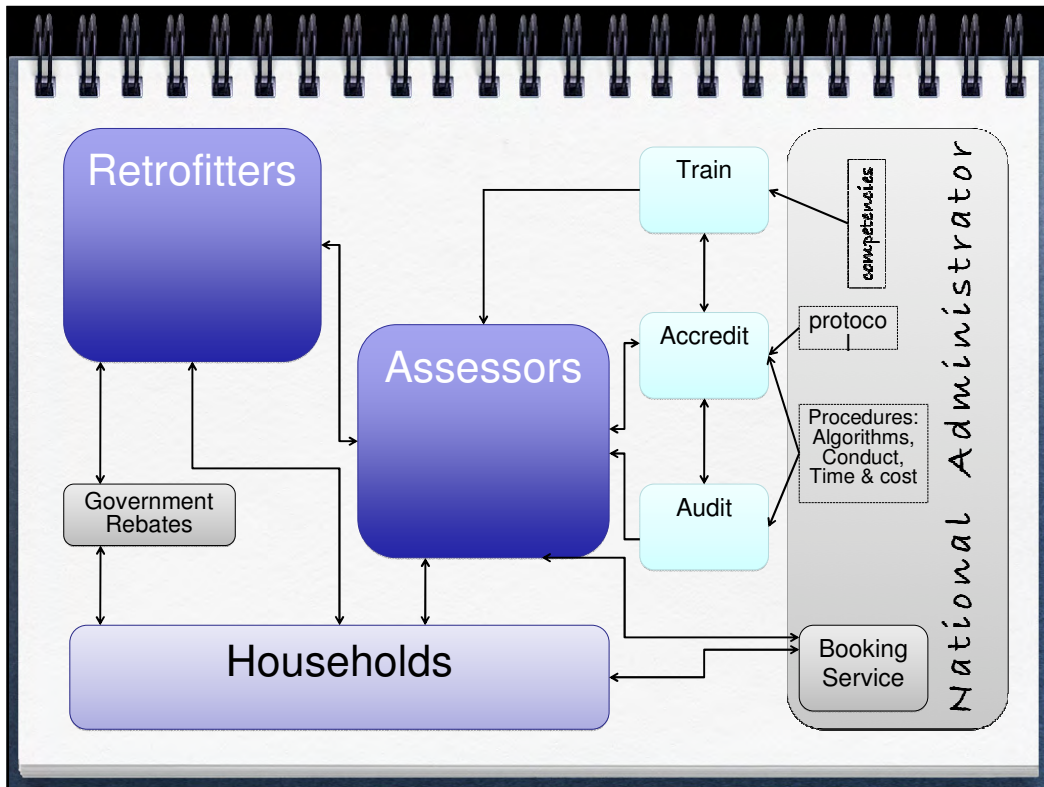 Retrofitters
Train
competencies
National Administrator
Assessors
Accredit
protoco
l
Procedures:
Algorithms,
Conduct,
Time & cost
Government
Rebates
Audit
Households
Booking
Service